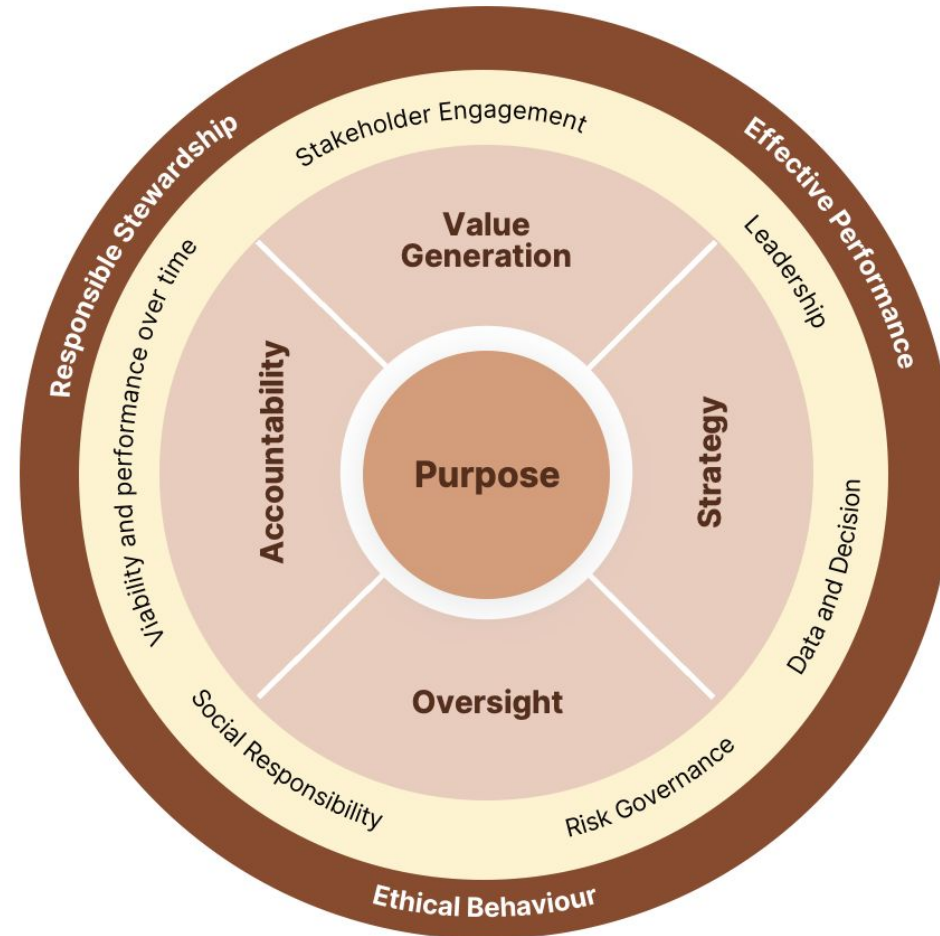 Responsible Stewardship
Effective Performance
Ethical Behaviour
Stakeholder Engagement
Leadership
Data and Decision
Risk Governance
Social Responsibility
Viability and performance over time
Value
Generation
Strategy
Oversight
Accountability
Purpose